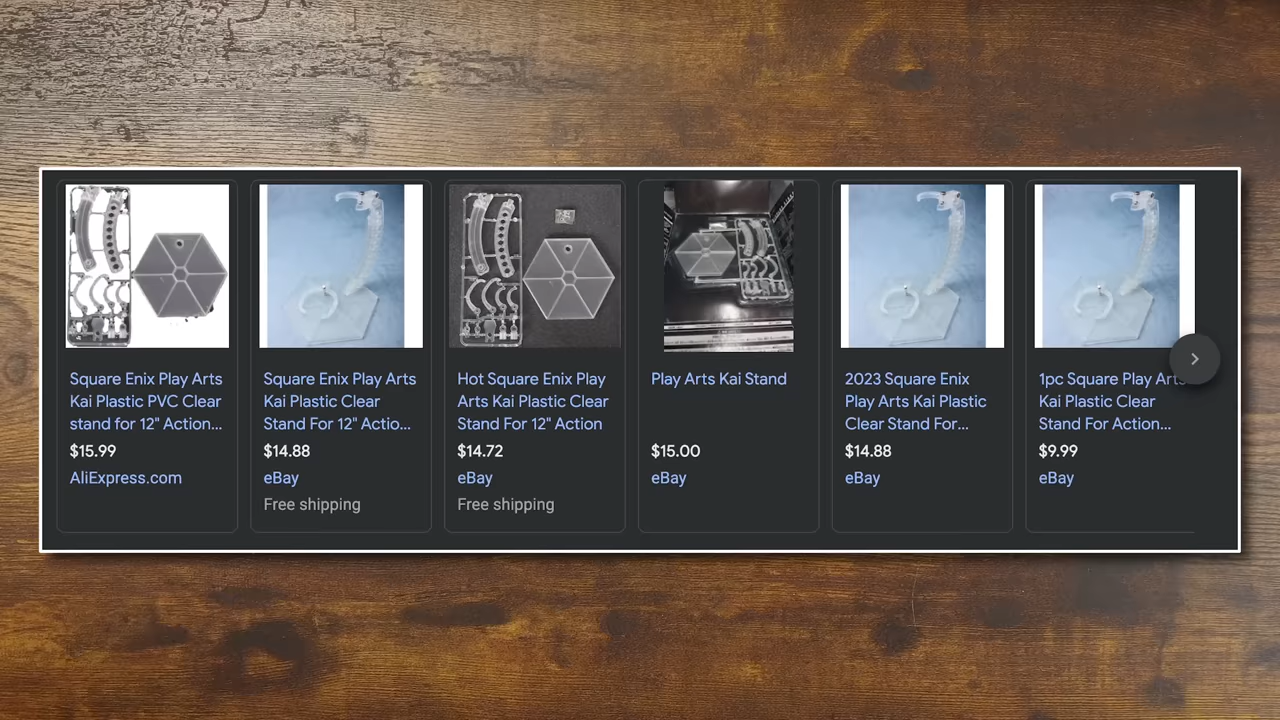 Square Enix Play Arts
Kai Plastic PVC Clear
stand for 12" Action...
$15.99
AliExpress.com
Square Enix Play Arts
Kai Plastic Clear
Stand For 12" Actio...
$14.88
eBay
Free shipping
Hot Square Enix Play
Arts Kai Plastic Clear
Stand For 12" Action
$14.72
eBay
Free shipping
Play Arts Kai Stand
$15.00
eBay
2023 Square Enix
Play Arts Kai Plastic
Clear Stand For...
$14.88
eBay
1pc Square Play Arts
Kai Plastic Clear
Stand For Action...
$9.99
eBay